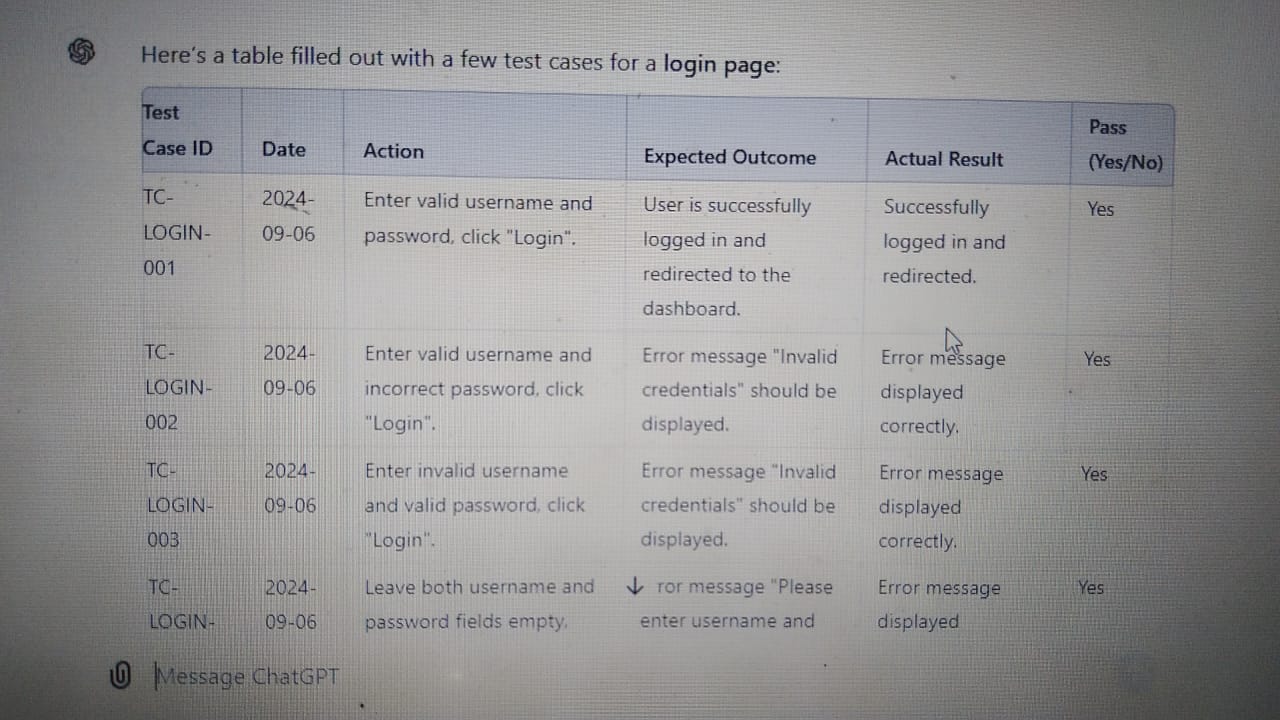 Here's a table filled out with a few test cases for a login page:
Test Case ID | Date | Action | Expected Outcome | Actual Result | Pass (Yes/No)
TC-LOGIN-001 | 2024-09-06 | Enter valid username and password, click "Login". | User is successfully logged in and redirected to the dashboard. | Successfully logged in and redirected. | Yes
TC-LOGIN-002 | 2024-09-06 | Enter valid username and incorrect password, click "Login". | Error message "Invalid credentials" should be displayed. | Error message displayed correctly. | Yes
TC-LOGIN-003 | 2024-09-06 | Enter invalid username and valid password, click "Login". | Error message "Invalid credentials" should be displayed. | Error message displayed correctly. | Yes
TC-LOGIN- | 2024-09-06 | Leave both username and password fields empty, | ror message "Please enter username and | Error message displayed | Yes
Message ChatGPT